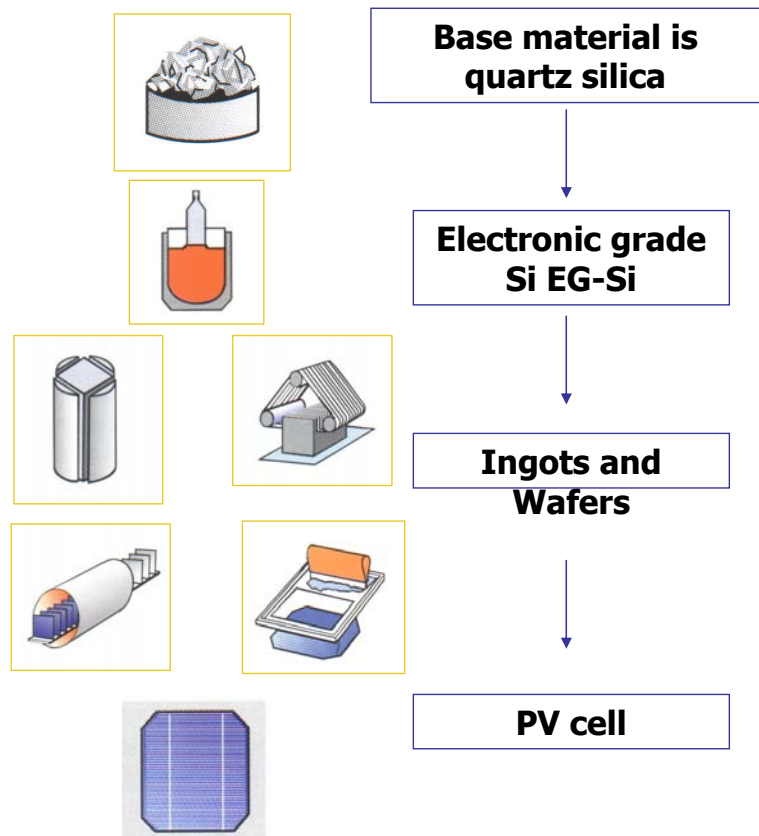 Base material is
quartz silica
Electronic grade
Si EG-Si
Ingots and
Wafers
PV cell